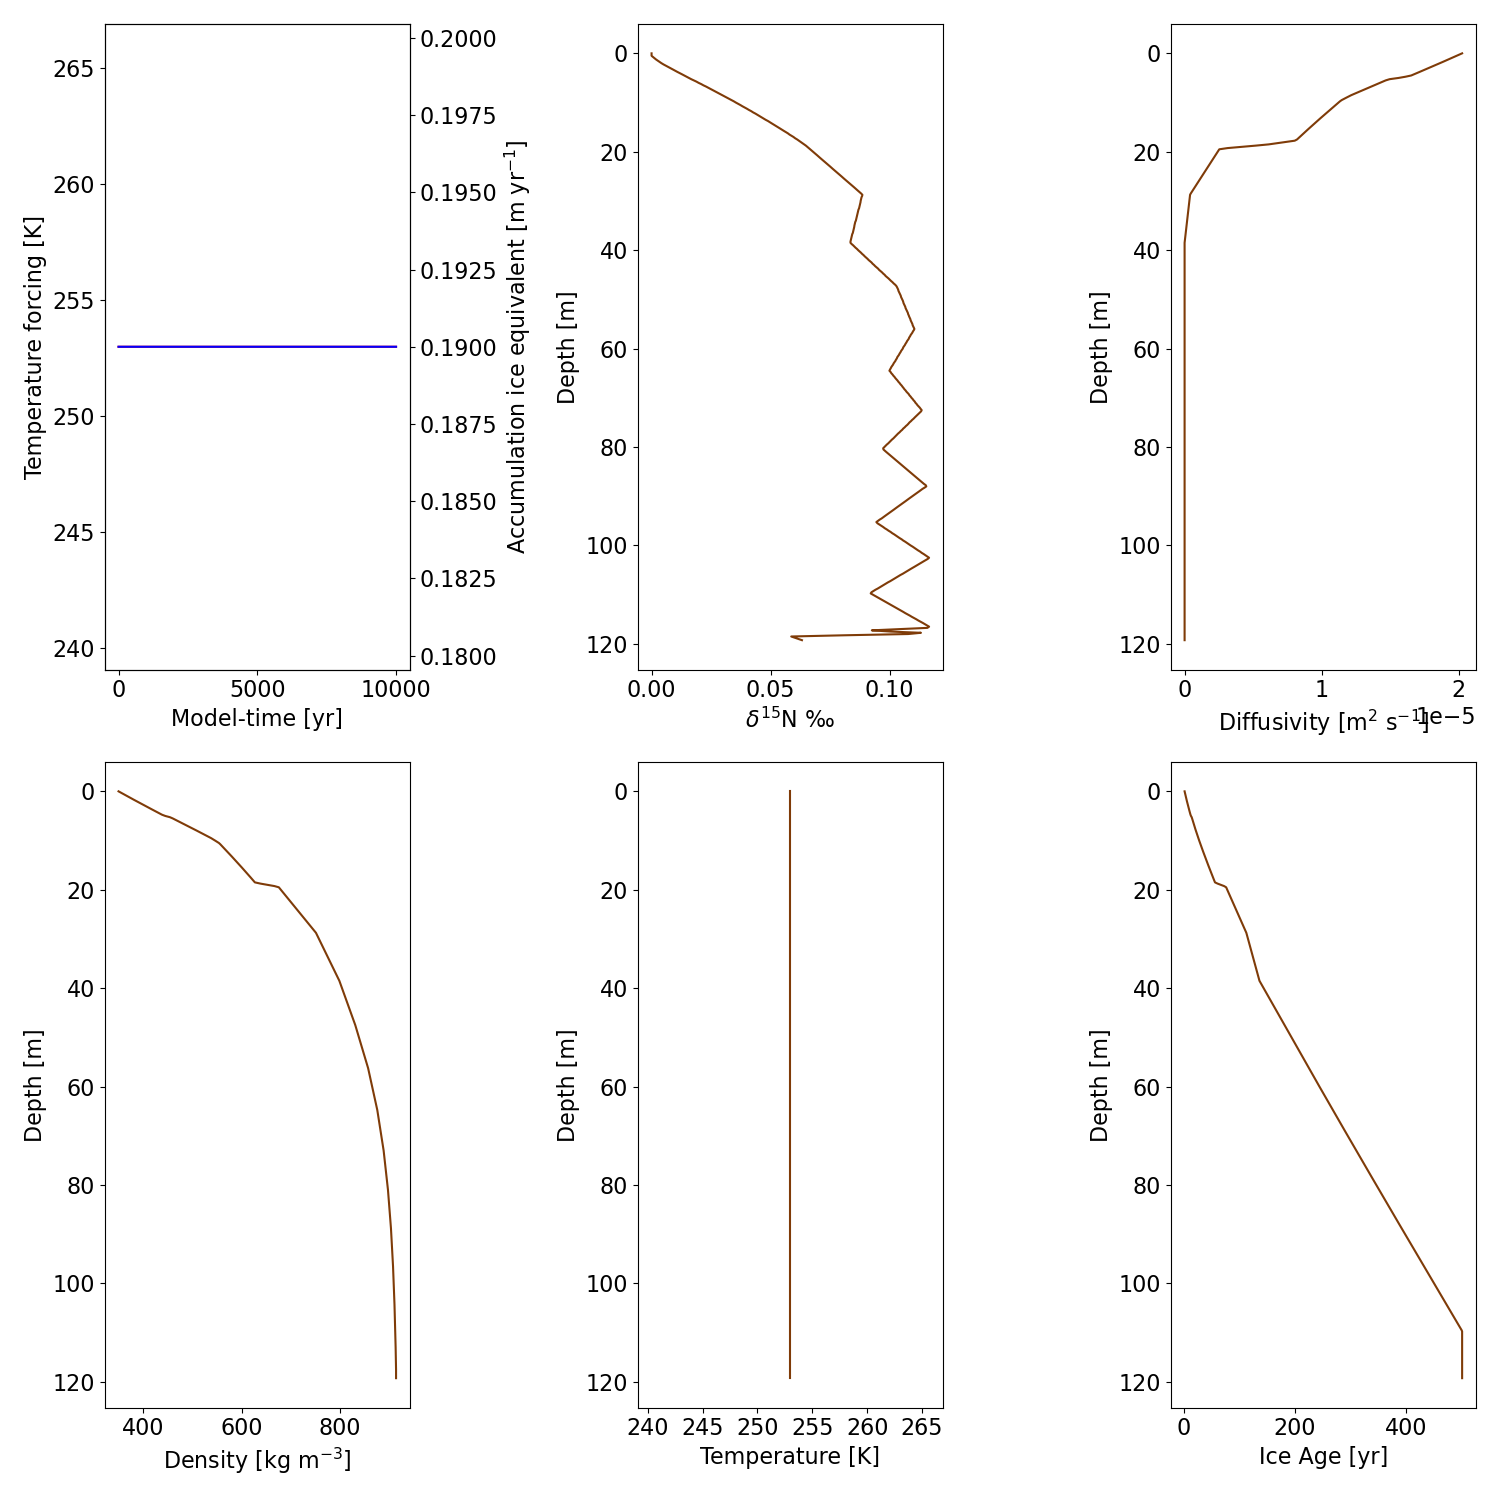 265
260
255
250
245
240
Temperature forcing [K]
0.2000
0.1975
0.1950
0.1925
0.1900
0.1875
0.1850
0.1825
0.1800
Accumulation ice equivalent [m yr⁻¹]
0 5000 10000
Model-time [yr]
0
20
40
60
80
100
120
Depth [m]
0.00 0.05 0.10
δ¹⁵N ‰
0
20
40
60
80
100
120
Depth [m]
0 1 2
1e−5
Diffusivity [m² s⁻¹]
0
20
40
60
80
100
120
Depth [m]
400 600 800
Density [kg m⁻³]
0
20
40
60
80
100
120
Depth [m]
240 245 250 255 260 265
Temperature [K]
0
20
40
60
80
100
120
Depth [m]
0 200 400
Ice Age [yr]